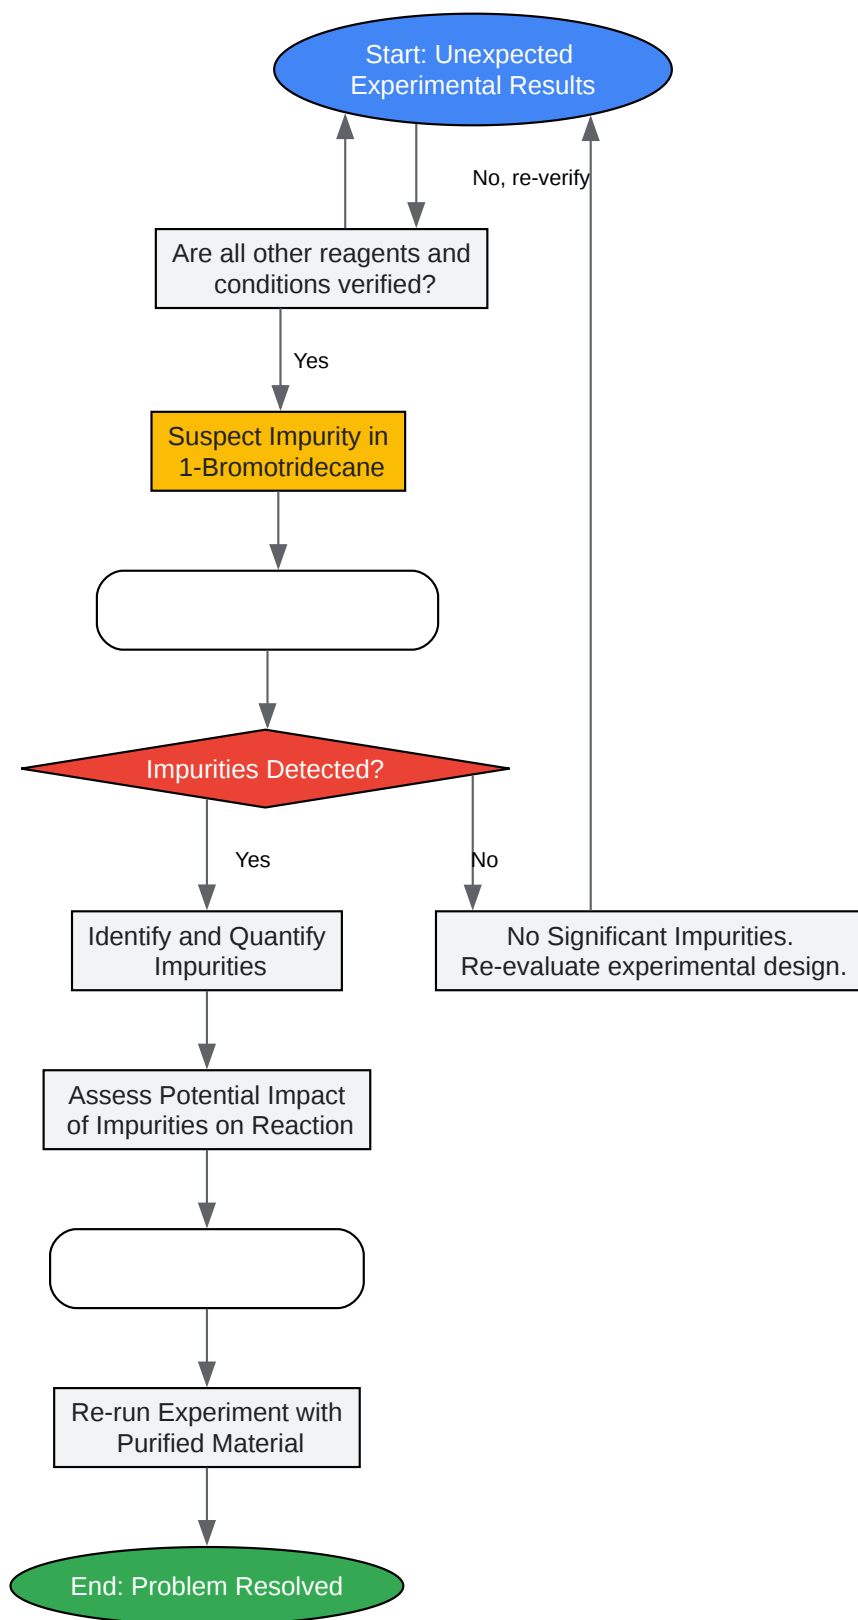 Start: Unexpected
Experimental Results
No, re-verify
Are all other reagents and
conditions verified?
Yes
Suspect Impurity in
1-Bromotridecane
Impurities Detected?
Yes
No
Identify and Quantify
Impurities
No Significant Impurities.
Re-evaluate experimental design.
Assess Potential Impact
of Impurities on Reaction
Re-run Experiment with
Purified Material
End: Problem Resolved